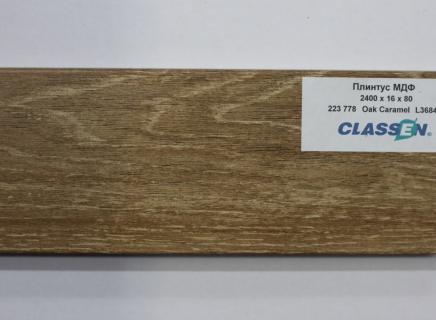 Плинтус МДФ
2400 x 16 x 80
223 778 Oak Caramel L3684
CLASSEN